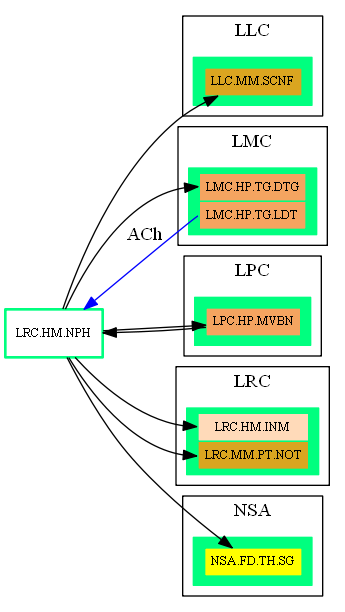 LLC
LLC.MM.SCNF
LMC
LMC.HP.TG.DTG
LMC.HP.TG.LDT
ACh
LPC
LPC.HP.MVBN
LRC.HM.NPH
LRC
LRC.HM.INM
LRC.MM.PT.NOT
NSA
NSA.FD.TH.SG